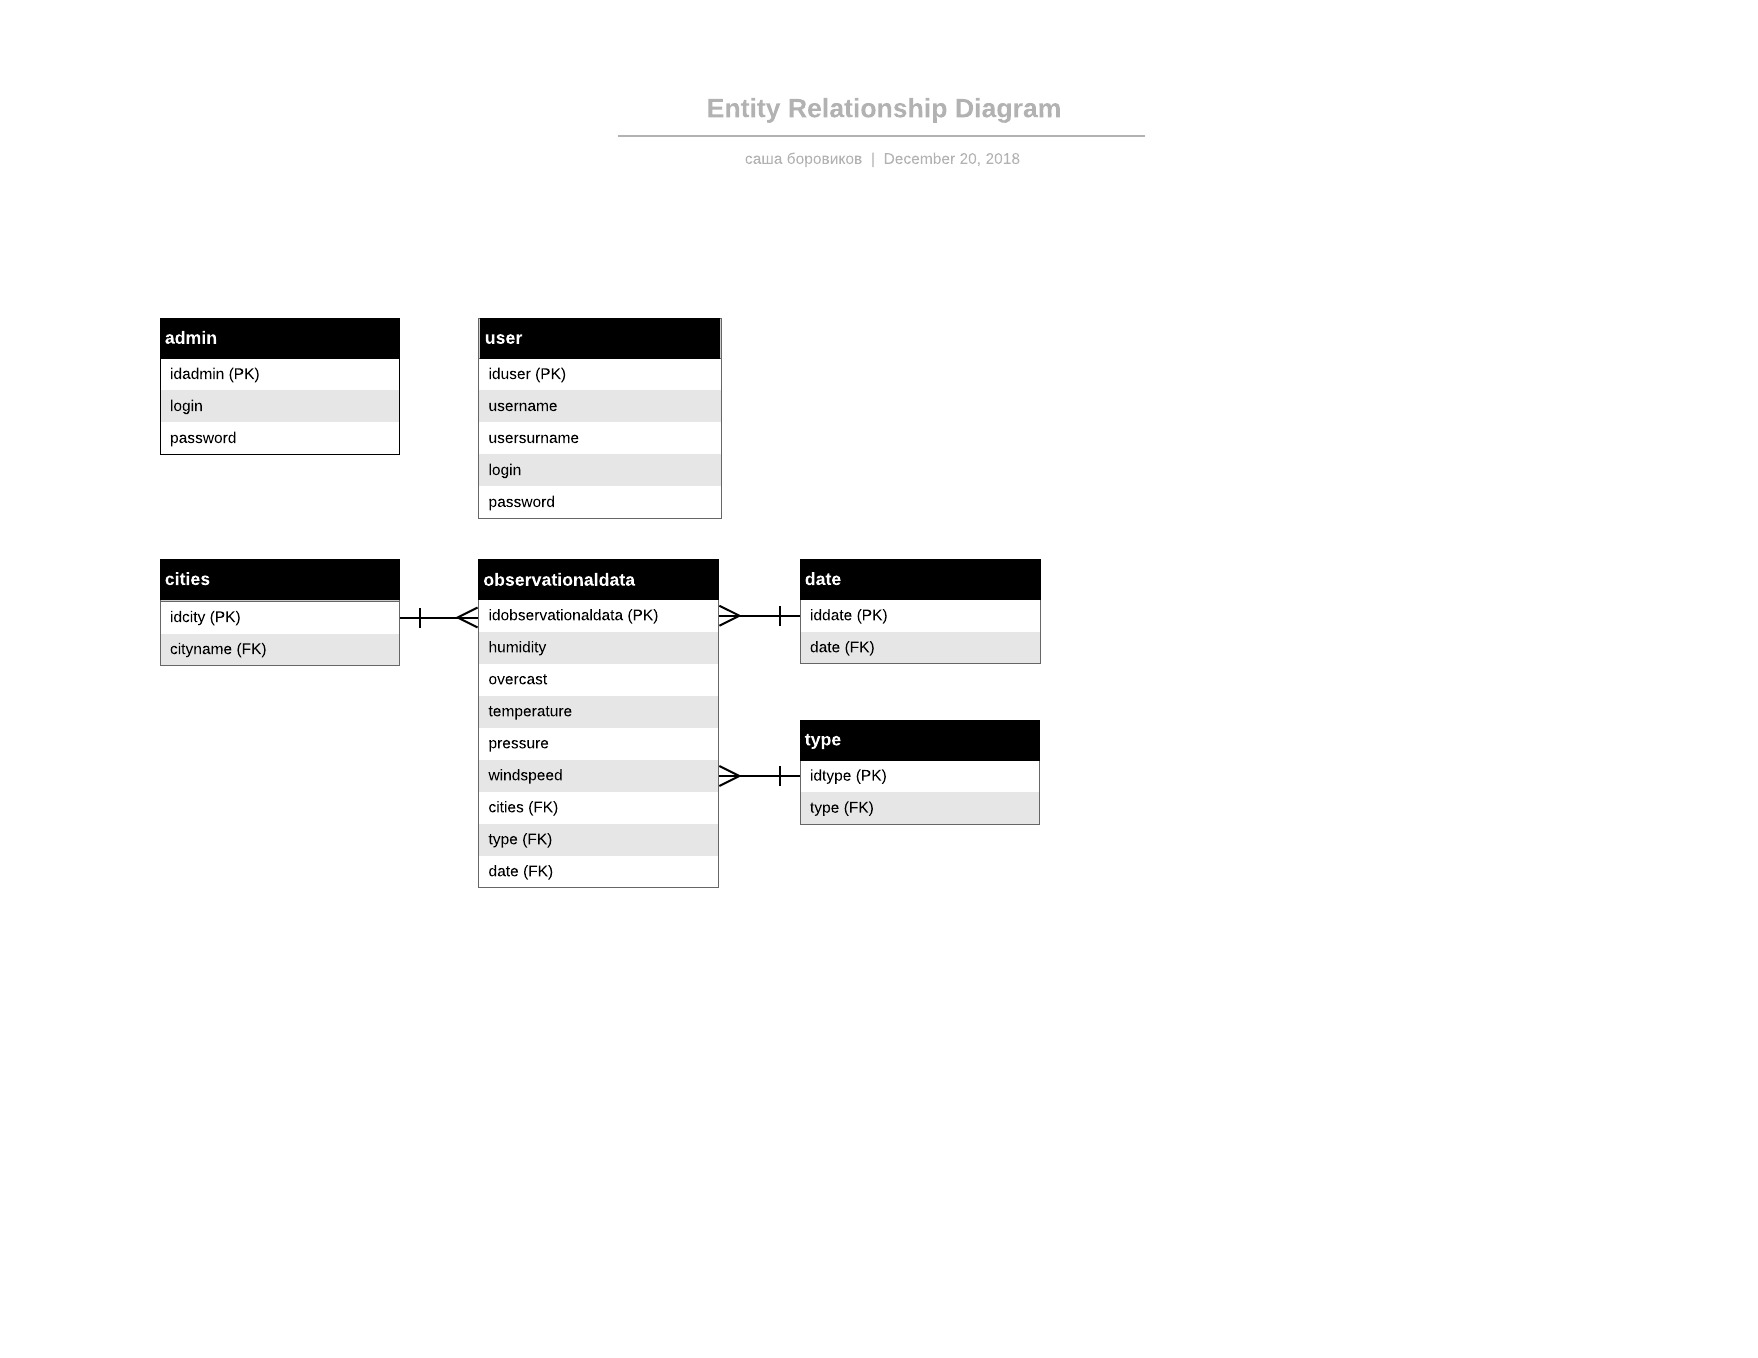 Entity Relationship Diagram
саша боровиков | December 20, 2018
admin
idadmin (PK)
login
password
user
iduser (PK)
username
usersurname
login
password
cities
idcity (PK)
cityname (FK)
observationaldata
idobservationaldata (PK)
humidity
overcast
temperature
pressure
windspeed
cities (FK)
type (FK)
date (FK)
date
iddate (PK)
date (FK)
type
idtype (PK)
type (FK)